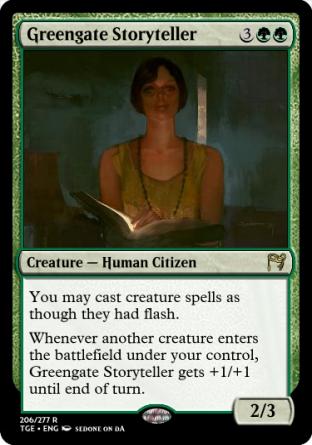 Greengate Storyteller 3
Creature — Human Citizen
You may cast creature spells as
though they had flash.
Whenever another creature enters
the battlefield under your control,
Greengate Storyteller gets +1/+1
until end of turn.
2/3
206/277 R
TGE • ENG SEDONE ON DA